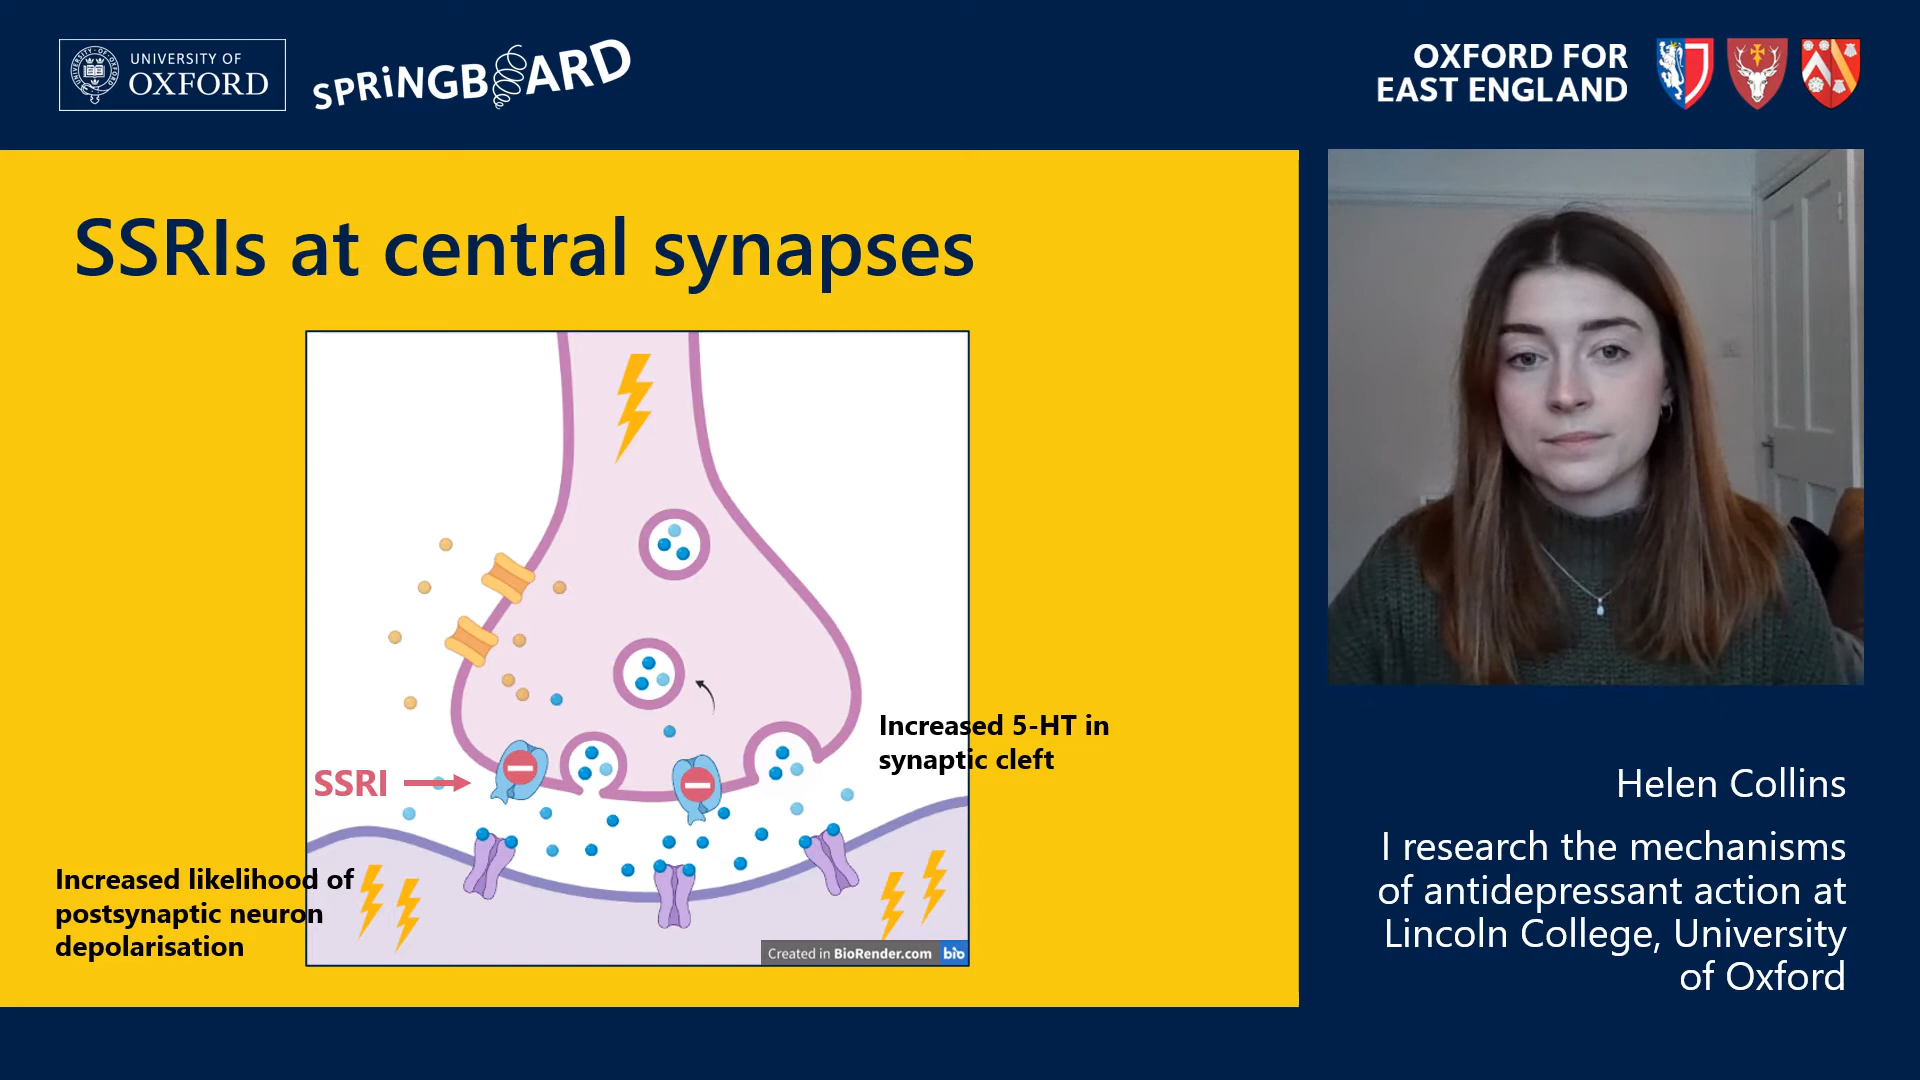 UNIVERSITY OF
OXFORD
SPRiNGBOARD
OXFORD FOR
EAST ENGLAND
SSRIs at central synapses
Increased 5-HT in
synaptic cleft
SSRI
Increased likelihood of
postsynaptic neuron
depolarisation
Created in BioRender.com bio
Helen Collins
I research the mechanisms
of antidepressant action at
Lincoln College, University
of Oxford